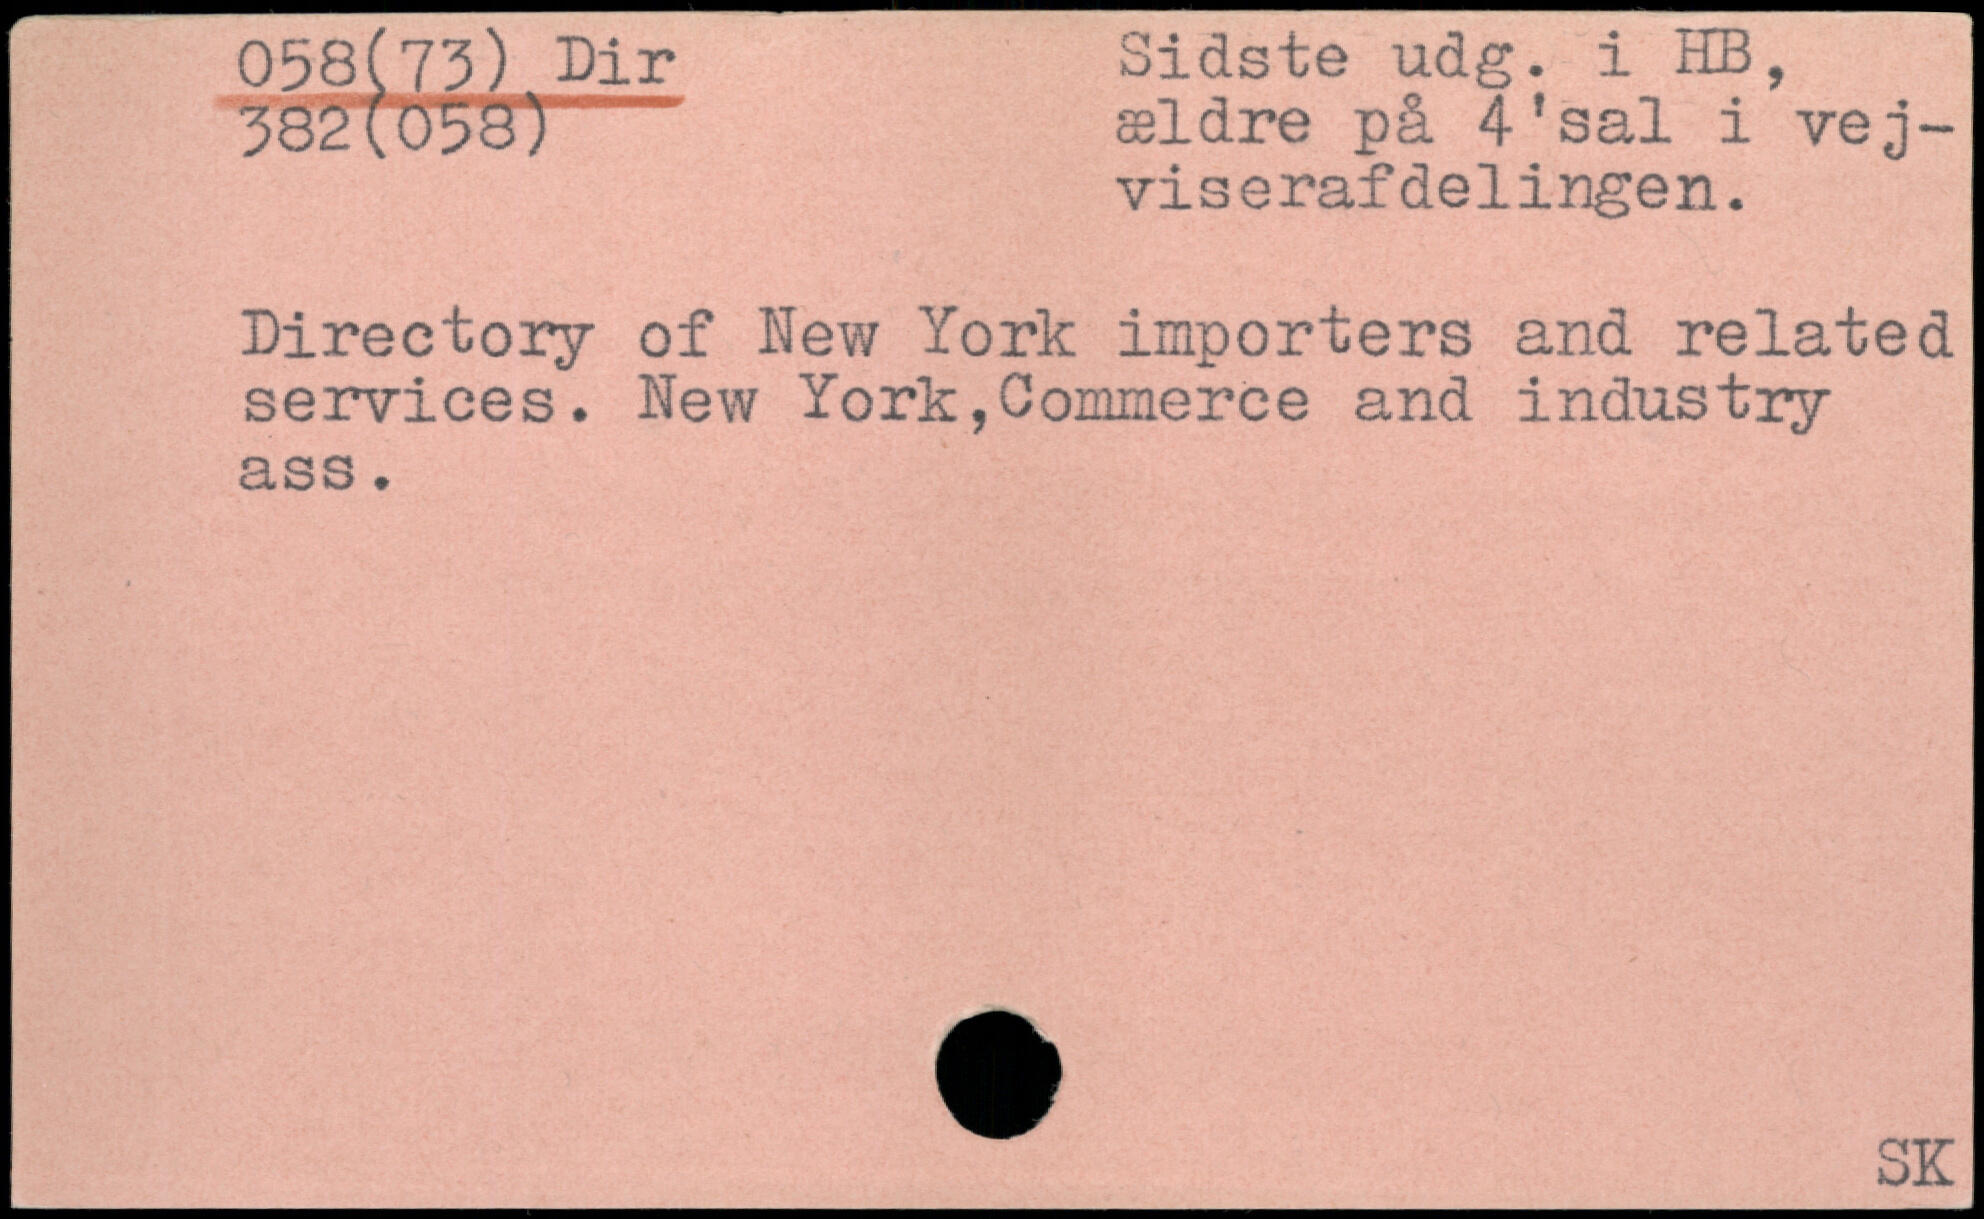 058(73) Dir
382(058)
Sidste udg. i HB,
ældre på 4'sal i vej-
viserafdelingen.
Directory of New York importers and related
services. New York,Commerce and industry
ass.
SK